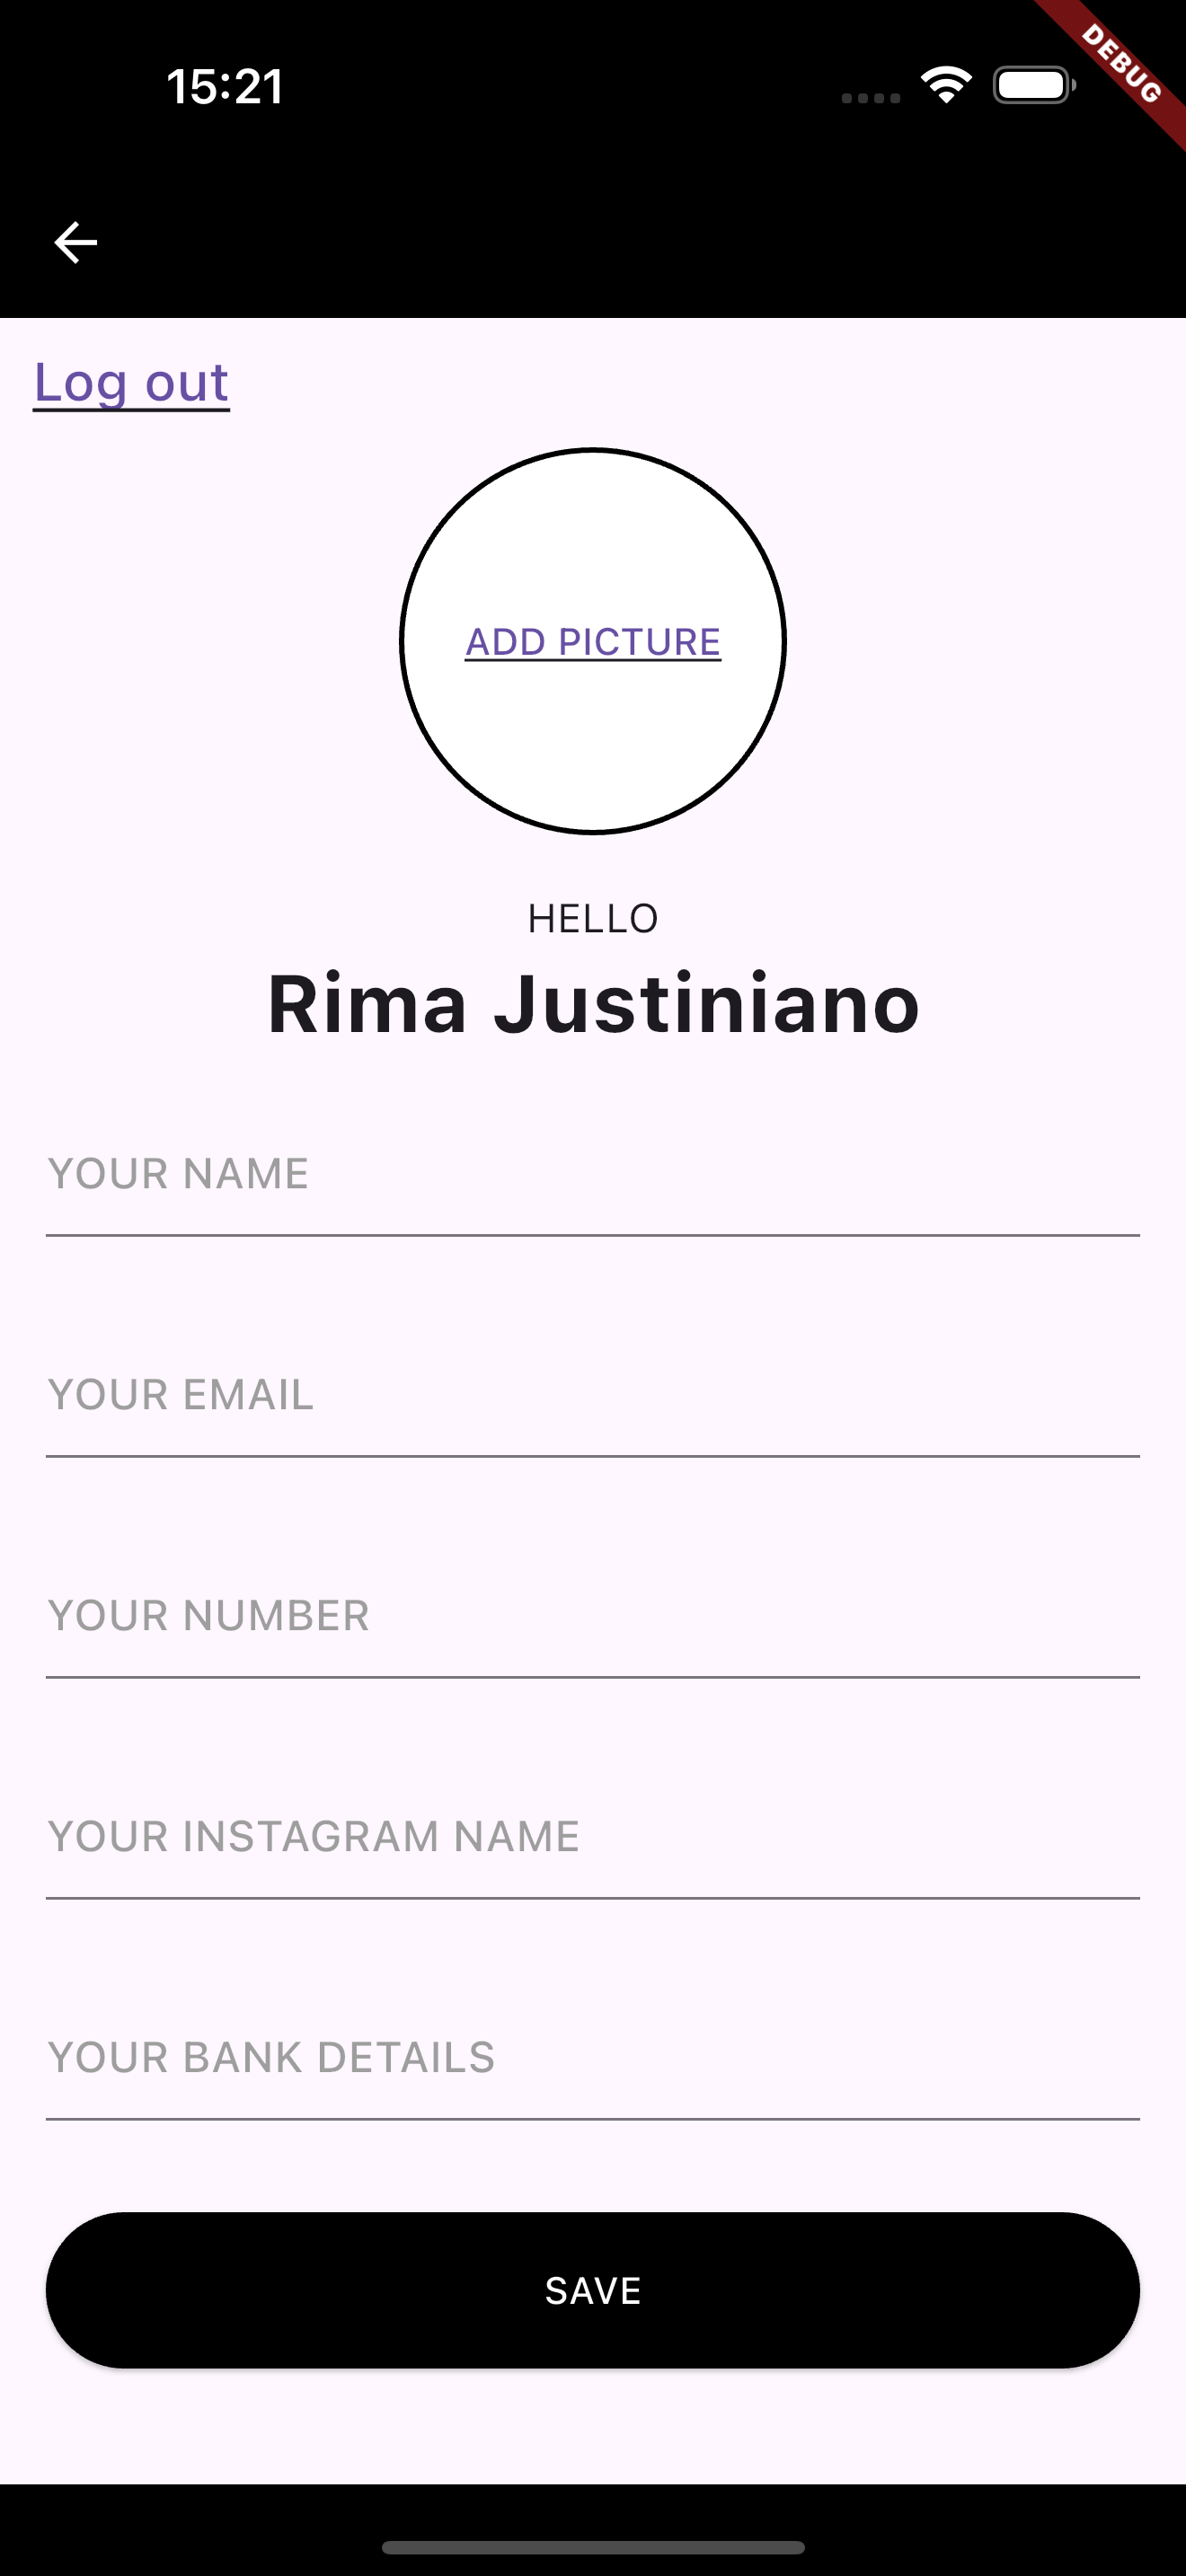 15:21
DEBUG
Log out
ADD PICTURE
HELLO
Rima Justiniano
YOUR NAME
YOUR EMAIL
YOUR NUMBER
YOUR INSTAGRAM NAME
YOUR BANK DETAILS
SAVE